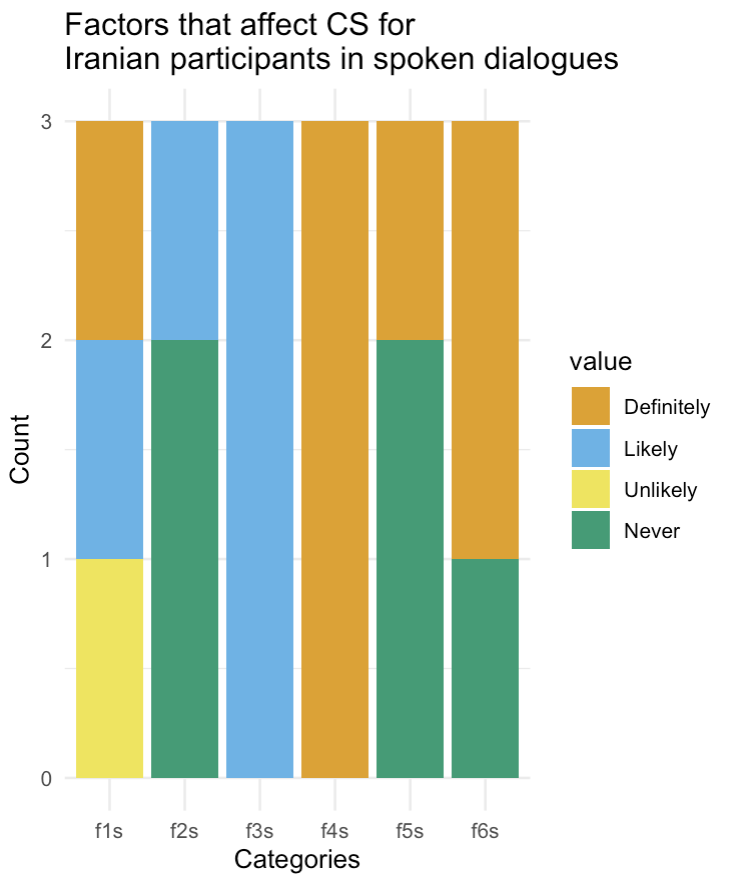 Factors that affect CS for
Iranian participants in spoken dialogues
3
2
1
0
Count
f1s f2s f3s f4s f5s f6s
Categories
value
Definitely
Likely
Unlikely
Never